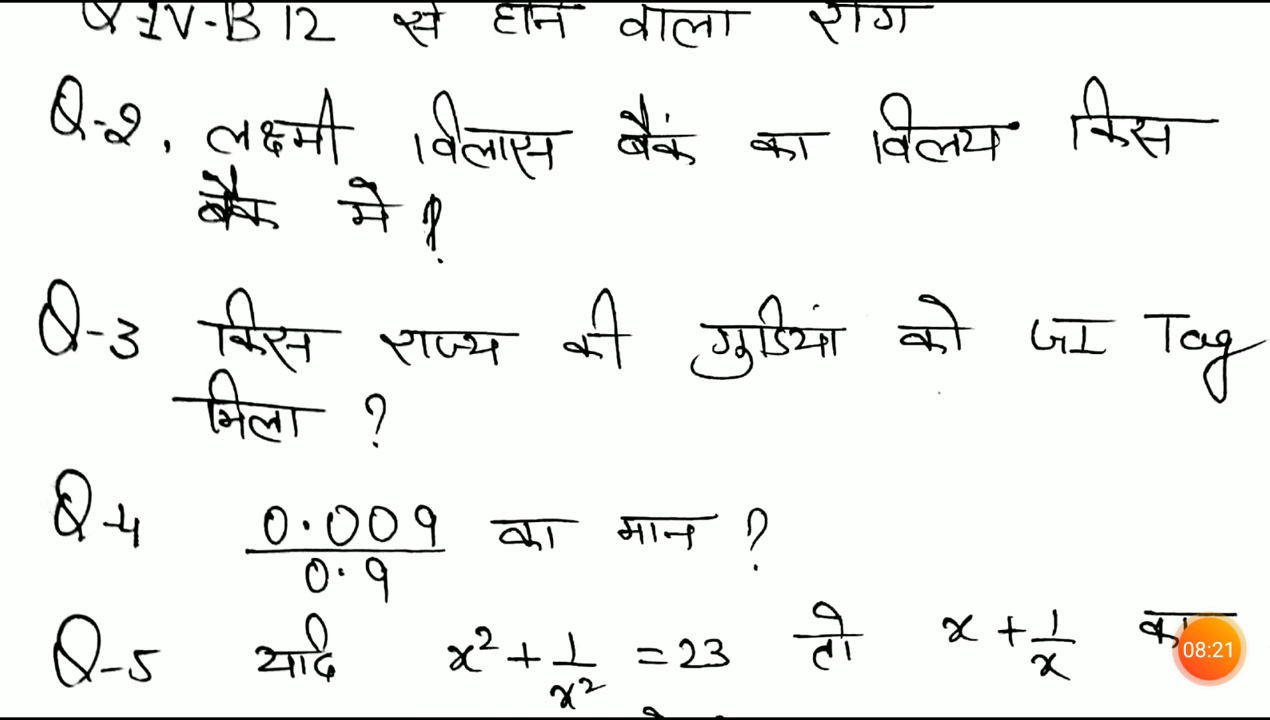 Q-1V-B12 से होने वाला रोग
Q-2. लक्ष्मी विलास बैंक का विलय किस
बैंक मे ?
Q-3 किस राज्य की गुडियां को GI Tag
मिला ?
Q-4 0.009/0.9 का मान ?
Q-5 यदि x² + 1/x² = 23 तो x + 1/x का
08:21